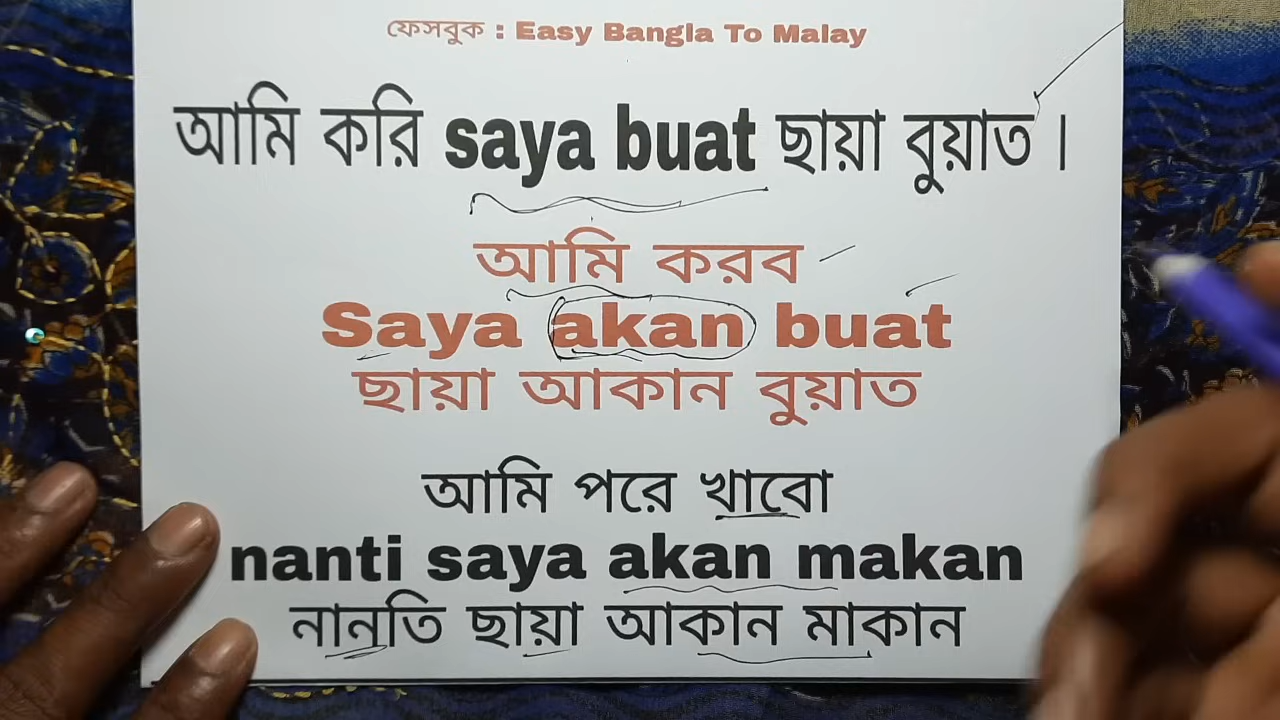 ফেসবুক : Easy Bangla To Malay
আমি করি saya buat ছায়া বুয়াত ।
আমি করব
Saya akan buat
ছায়া আকান বুয়াত
আমি পরে খাবো
nanti saya akan makan
নানতি ছায়া আকান মাকান